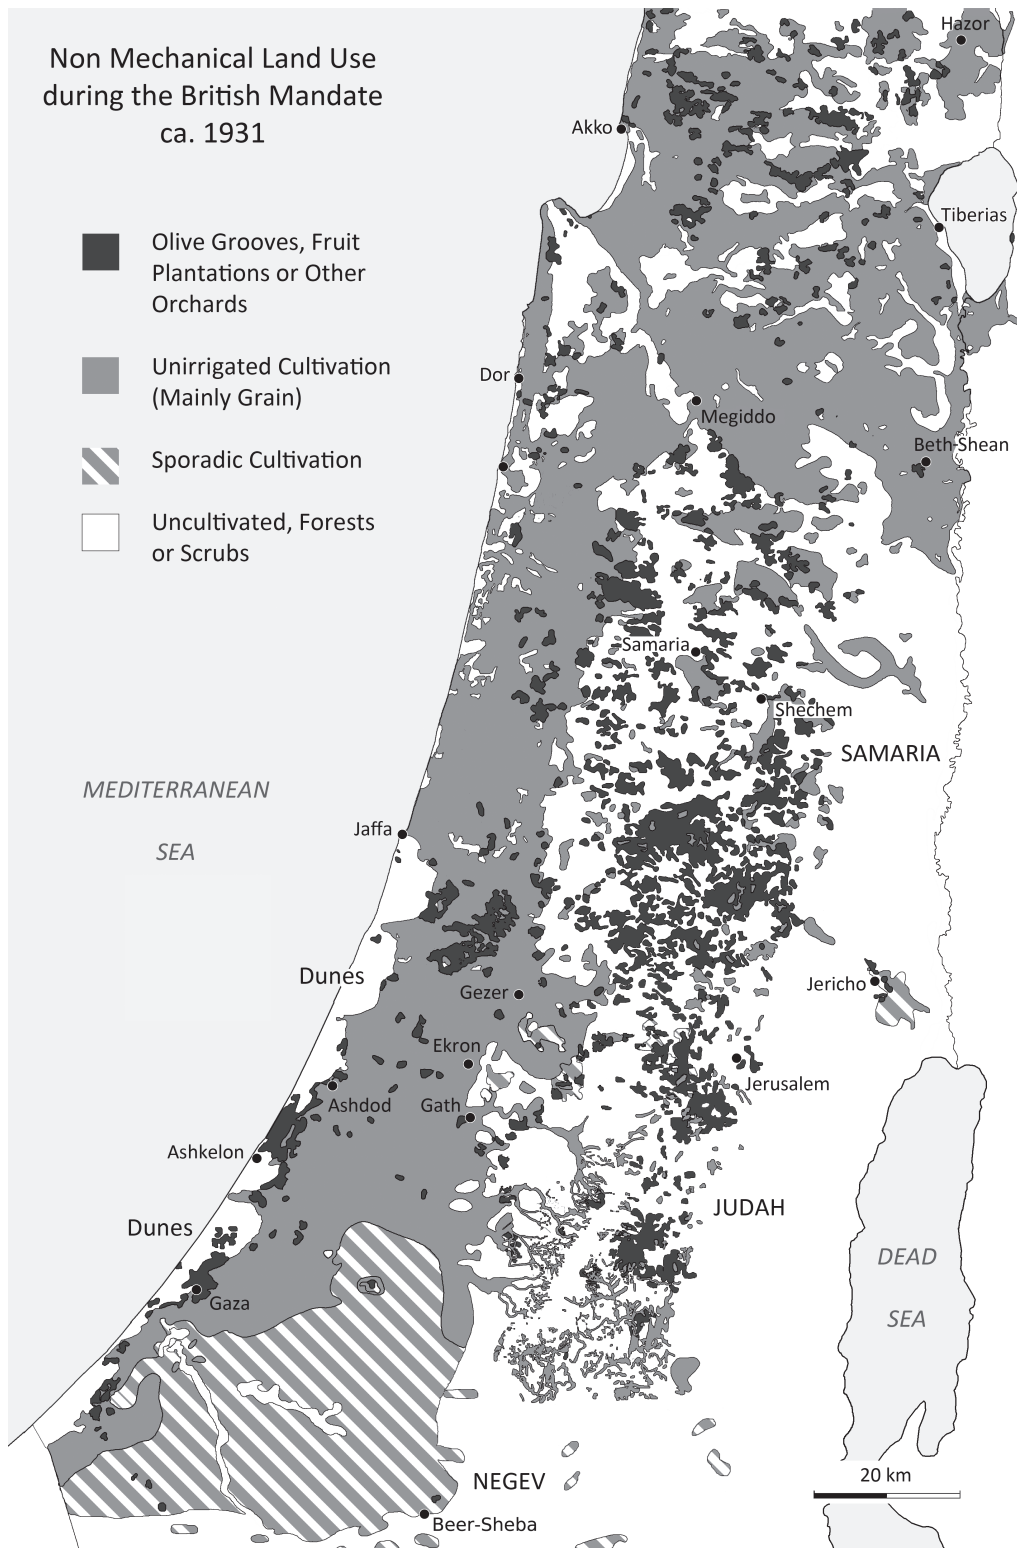 Non Mechanical Land Use
during the British Mandate
ca. 1931
Olive Grooves, Fruit
Plantations or Other
Orchards
Unirrigated Cultivation
(Mainly Grain)
Sporadic Cultivation
Uncultivated, Forests
or Scrubs
Hazor
Akko
Tiberias
Dor
Megiddo
Beth-Shean
Samaria
Shechem
SAMARIA
MEDITERRANEAN
SEA
Jaffa
Dunes
Jericho
Gezer
Ekron
Jerusalem
Ashdod
Gath
Ashkelon
JUDAH
Dunes
DEAD
SEA
Gaza
20 km
NEGEV
Beer-Sheba